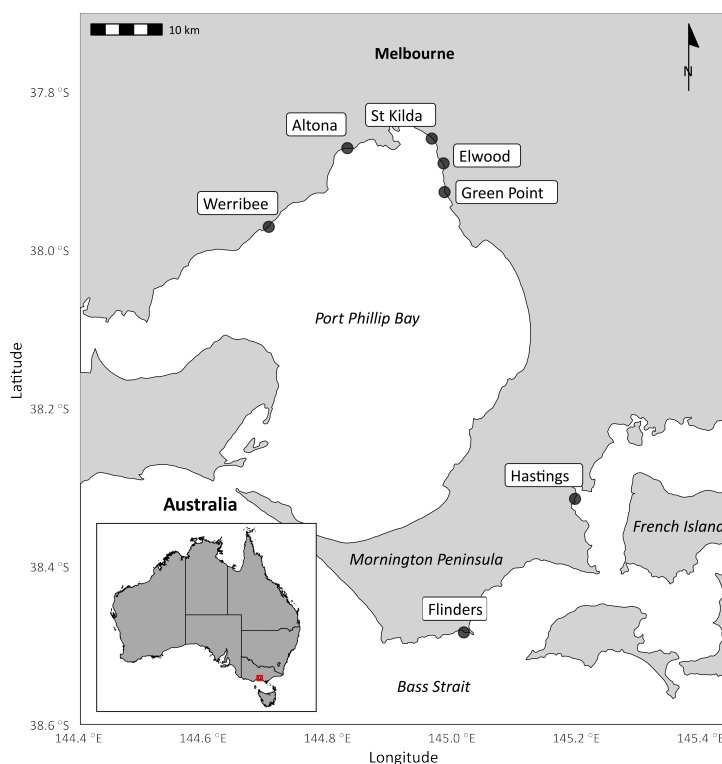 10 km
Melbourne
N
37.8 °S
St Kilda
Altona
Elwood
Green Point
Werribee
38.0 °S
Port Phillip Bay
Latitude
38.2 °S
Hastings
Australia
French Island
Mornington Peninsula
38.4 °S
Flinders
Bass Strait
38.6 °S
144.4 °E
144.6 °E
144.8 °E
145.0 °E
145.2 °E
145.4 °E
Longitude